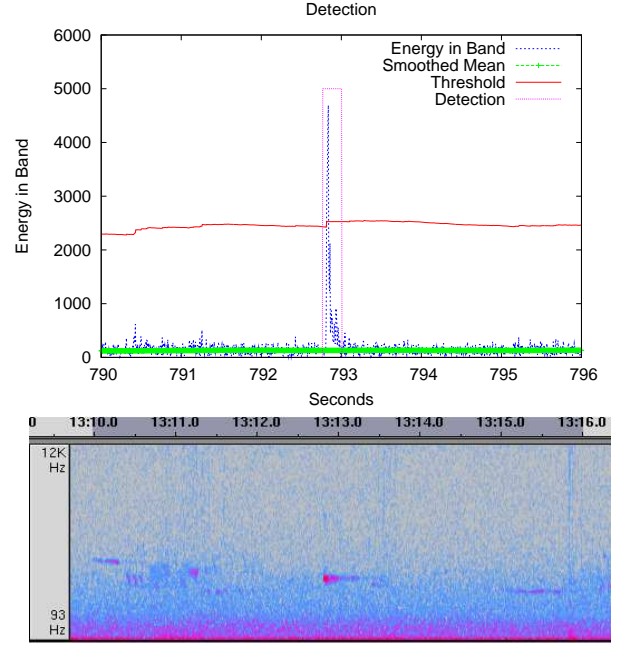 Detection
6000
5000
4000
3000
2000
1000
0
Energy in Band
Energy in Band
Smoothed Mean
Threshold
Detection
790 791 792 793 794 795 796
Seconds
0 13:10.0 13:11.0 13:12.0 13:13.0 13:14.0 13:15.0 13:16.0
12K
Hz
93
Hz